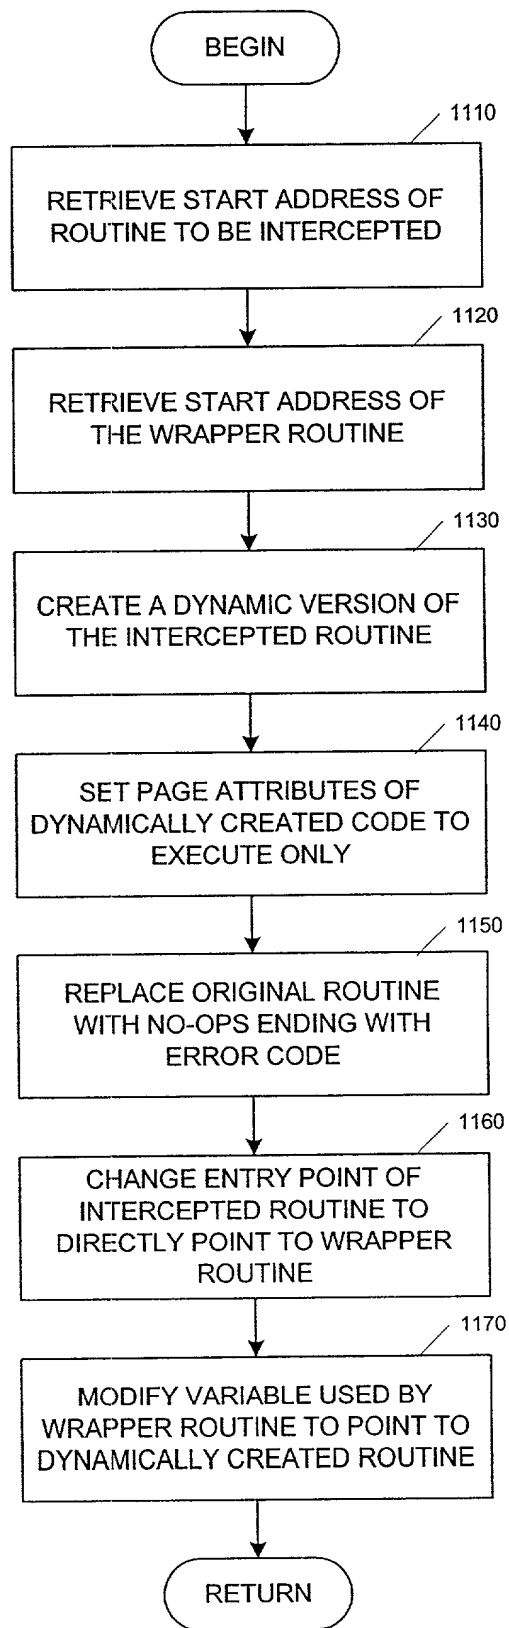 BEGIN
1110
RETRIEVE START ADDRESS OF
ROUTINE TO BE INTERCEPTED
1120
RETRIEVE START ADDRESS OF
THE WRAPPER ROUTINE
1130
CREATE A DYNAMIC VERSION OF
THE INTERCEPTED ROUTINE
1140
SET PAGE ATTRIBUTES OF
DYNAMICALLY CREATED CODE TO
EXECUTE ONLY
1150
REPLACE ORIGINAL ROUTINE
WITH NO-OPS ENDING WITH
ERROR CODE
1160
CHANGE ENTRY POINT OF
INTERCEPTED ROUTINE TO
DIRECTLY POINT TO WRAPPER
ROUTINE
1170
MODIFY VARIABLE USED BY
WRAPPER ROUTINE TO POINT TO
DYNAMICALLY CREATED ROUTINE
RETURN